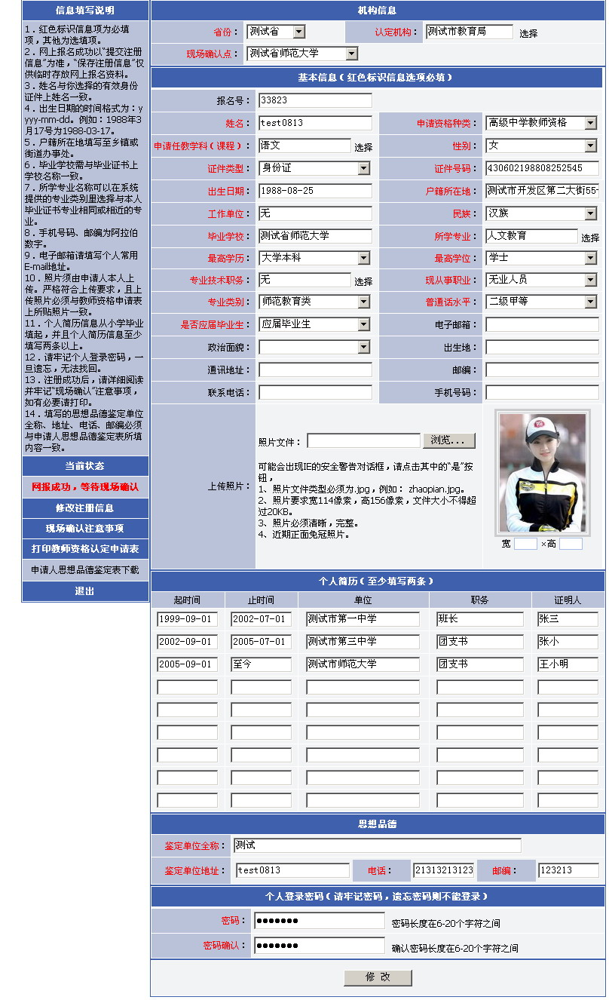 信息填写说明
1．红色标识信息项为必填
项，其他为选填项。
2．网上报名成功以“提交注册
信息”为准，“保存注册信息”仅
供临时存放网上报名资料。
3．姓名与你选择的有效身份
证件上姓名一致。
4．出生日期的时间格式为：y
yyy-mm-dd。例如：1988年3
月17号为1988-03-17。
5．户籍所在地填写至乡镇或
街道办事处。
6．毕业学校需与毕业证书上
学校名称一致。
7．所学专业名称可以在系统
提供的专业类别里选择与本人
毕业证书专业相同或相近的专
业。
8．手机号码、邮编为阿拉伯
数字。
9．电子邮箱请填写个人常用
E-mail地址。
10．照片须由申请人本人上
传。严格符合上传要求，且上
传照片必须与教师资格申请表
上所贴照片一致。
11．个人简历信息从小学毕业
填起，并且个人简历信息至少
填写两条以上。
12．请牢记个人登录密码，一
旦遗忘，无法找回。
13．注册成功后，请详细阅读
并牢记“现场确认”注意事项，
如有必要请打印。
14．填写的思想品德鉴定单位
全称、地址、电话、邮编必须
与申请人思想品德鉴定表所填
内容一致。
当前状态
网报成功，等待现场确认
修改注册信息
现场确认注意事项
打印教师资格认定申请表
申请人思想品德鉴定表下载
退出
机构信息
省份： 测试省 认定机构： 测试市教育局 选择
现场确认点： 测试省师范大学
基本信息（红色标识信息选项必填）
报名号： 33823
姓名： test0813 申请资格种类： 高级中学教师资格
申请任教学科（课程）： 语文 选择 性别： 女
证件类型： 身份证 证件号码： 430602198808252545
出生日期： 1988-08-25 户籍所在地： 测试市开发区第二大街55-
工作单位： 无 民族： 汉族
毕业学校： 测试省师范大学 所学专业： 人文教育 选择
最高学历： 大学本科 最高学位： 学士
专业技术职务： 无 选择 现从事职业： 无业人员
专业类别： 师范教育类 普通话水平： 二级甲等
是否应届毕业生： 应届毕业生 电子邮箱：
政治面貌： 出生地：
通讯地址： 邮编：
联系电话： 手机号码：
上传照片： 照片文件： 浏览...
可能会出现IE的安全警告对话框，请点击其中的“是”按
钮，
1、照片文件类型必须为.jpg，例如： zhaopian.jpg。
2、照片要求宽114像素，高156像素，文件大小不得超
过20KB。
3、照片必须清晰，完整。
4、近期正面免冠照片。
宽 ×高
个人简历（至少填写两条）
起时间 止时间 单位 职务 证明人
1999-09-01 2002-07-01 测试市第一中学 班长 张三
2002-09-01 2005-07-01 测试市第三中学 团支书 张小
2005-09-01 至今 测试市师范大学 团支书 王小明
思想品德
鉴定单位全称： 测试
鉴定单位地址： test0813 电话： 21313213123 邮编： 123213
个人登录密码（请牢记密码，遗忘密码则不能登录）
密码： ●●●●●●● 密码长度在6-20个字符之间
密码确认： ●●●●●●● 确认密码长度在6-20个字符之间
修 改